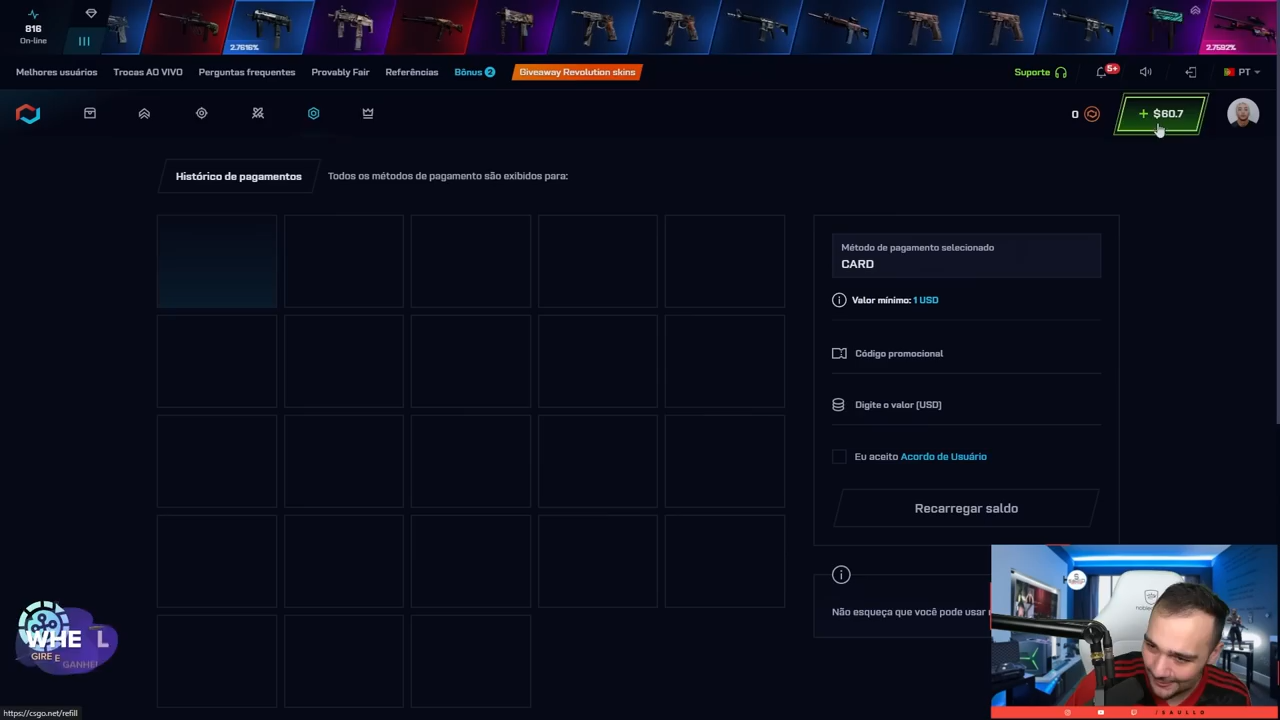 816
On-line
2.7616%
2.7592%
Melhores usuários
Trocas AO VIVO
Perguntas frequentes
Provably Fair
Referências
Bônus 2
Giveaway Revolution skins
Suporte
5+
PT
0
+ $60.7
Histórico de pagamentos
Todos os métodos de pagamento são exibidos para:
Método de pagamento selecionado
CARD
Valor mínimo: 1 USD
Código promocional
Digite o valor (USD)
Eu aceito Acordo de Usuário
Recarregar saldo
Não esqueça que você pode usar
WHE L
GIRE E
GANHE!
https://csgo.net/refill
/SAULLO